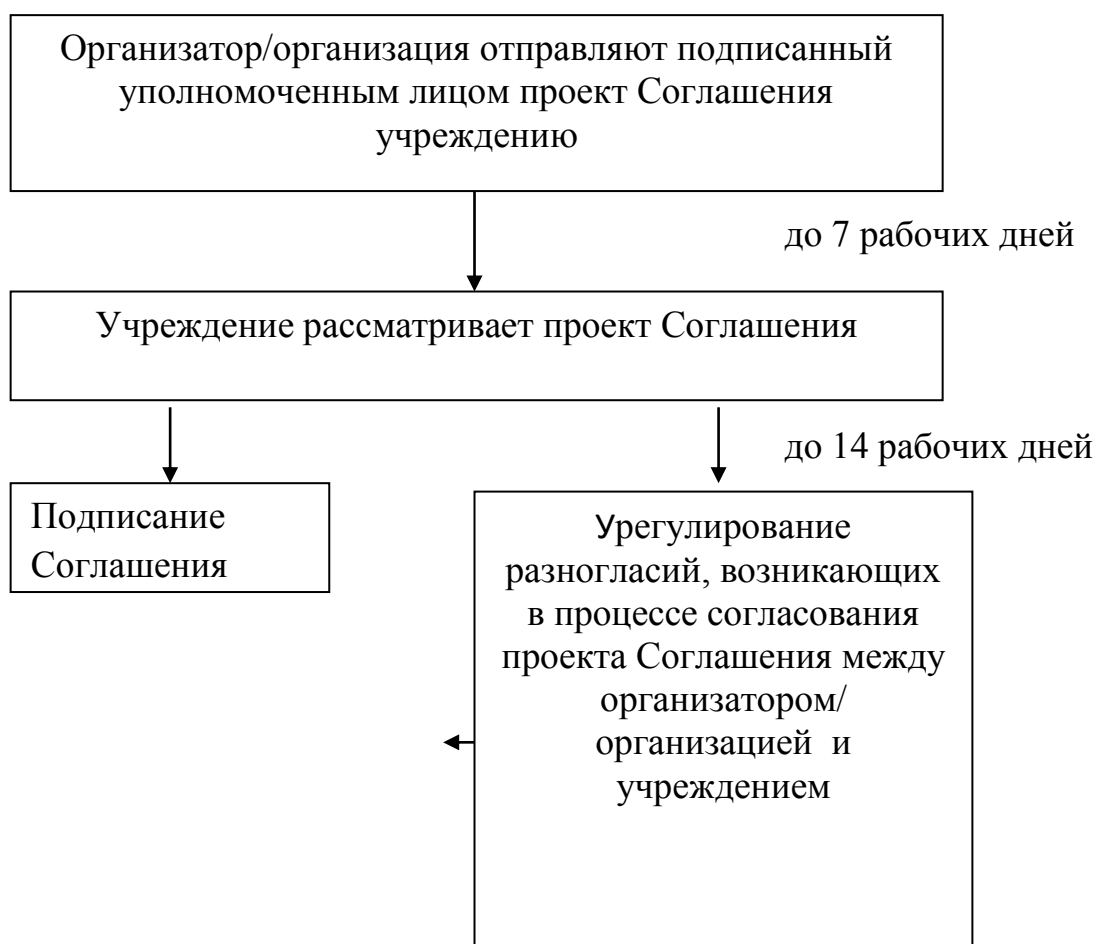 Организатор/организация отправляют подписанный
уполномоченным лицом проект Соглашения
учреждению
до 7 рабочих дней
Учреждение рассматривает проект Соглашения
до 14 рабочих дней
Подписание
Соглашения
Урегулирование
разногласий, возникающих
в процессе согласования
проекта Соглашения между
организатором/
организацией и
учреждением